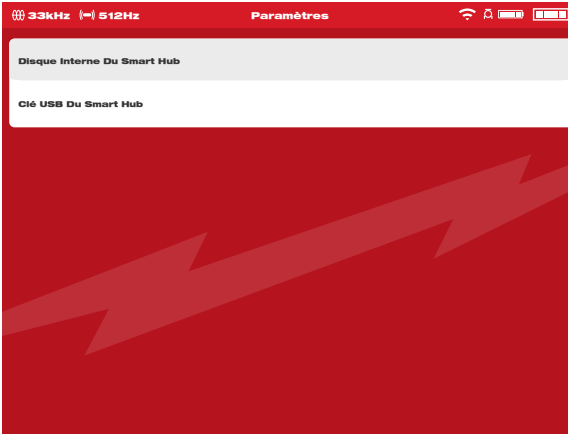 33kHz 512Hz Paramètres
Disque Interne Du Smart Hub
Clé USB Du Smart Hub